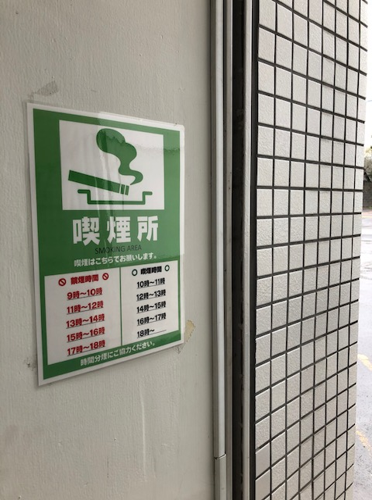 喫煙所
SMOKING AREA
喫煙はこちらでお願いします。
禁煙時間
9時〜10時
11時〜12時
13時〜14時
15時〜16時
17時〜18時
喫煙時間
10時〜11時
12時〜13時
14時〜15時
16時〜17時
18時〜
時間分煙にご協力ください。